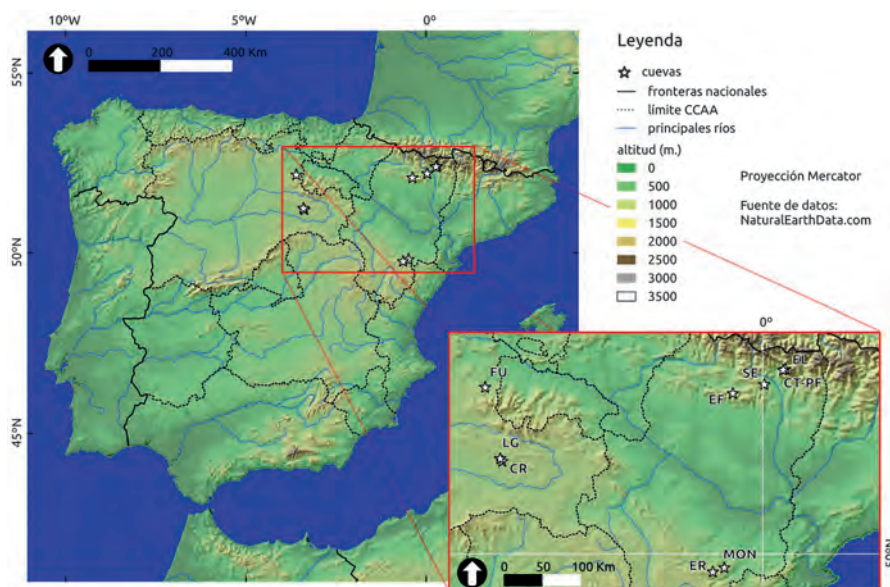 10°W
5°W
0°
0
200
400 Km
55°N
50°N
45°N
Leyenda
cuevas
fronteras nacionales
límite CCAA
principales ríos
altitud (m.)
0
500
1000
1500
2000
2500
3000
3500
Proyección Mercator
Fuente de datos:
NaturalEarthData.com
0°
FU
SE
EL
CT-PF
EF
LG
CR
MON
ER
50°N
0
50
100 Km